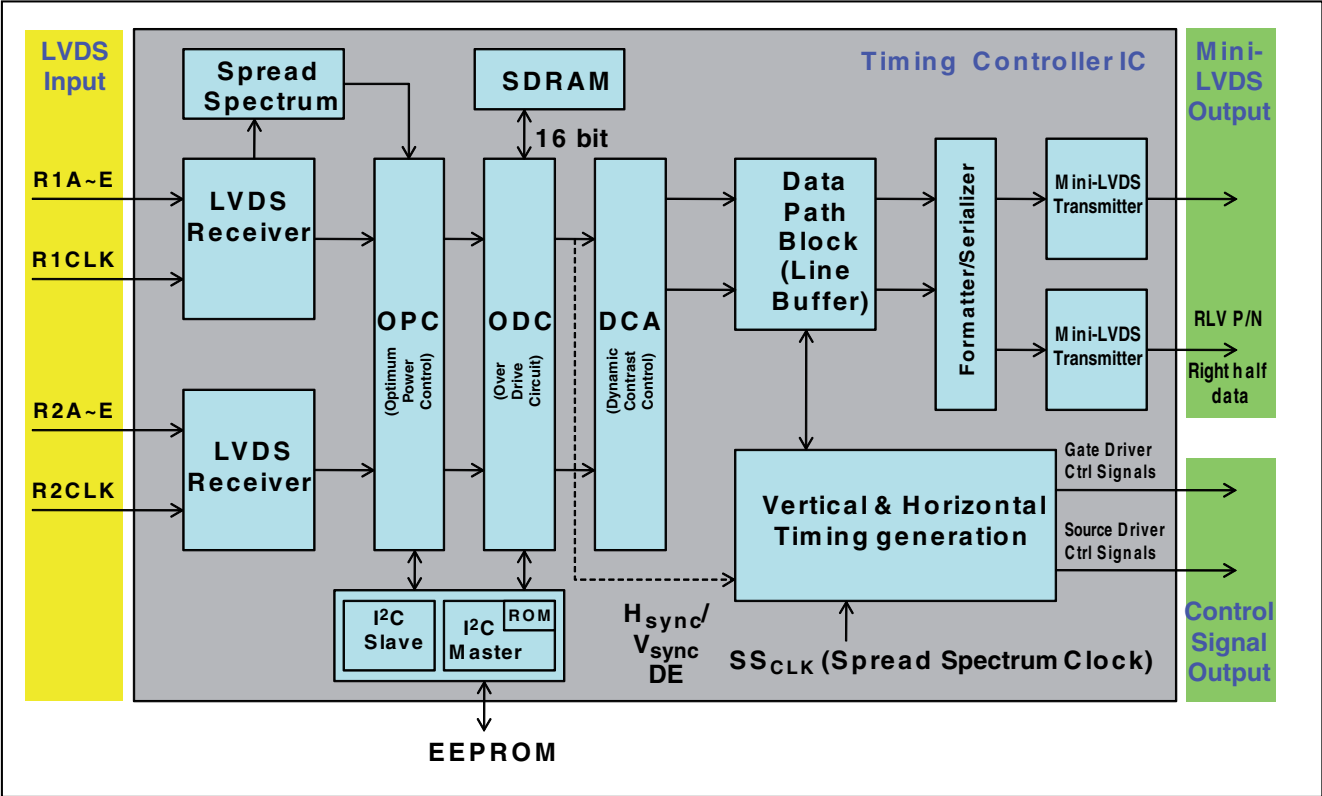 LVDS
Input
R1A~E
R1CLK
R2A~E
R2CLK
Timing Controller IC
Spread
Spectrum
SDRAM
16 bit
LVDS
Receiver
LVDS
Receiver
OPC
(Optimum
Power
Control)
ODC
(Over
Drive
Circuit)
DCA
(Dynamic
Contrast
Control)
Data
Path
Block
(Line
Buffer)
Formatter/Serializer
Mini-LVDS
Transmitter
Mini-LVDS
Transmitter
Mini-
LVDS
Output
RLV P/N
Right half
data
Vertical & Horizontal
Timing generation
Gate Driver
Ctrl Signals
Source Driver
Ctrl Signals
Control
Signal
Output
I²C
Slave
I²C
Master
ROM
Hsync/
Vsync
DE
SSCLK (Spread Spectrum Clock)
EEPROM